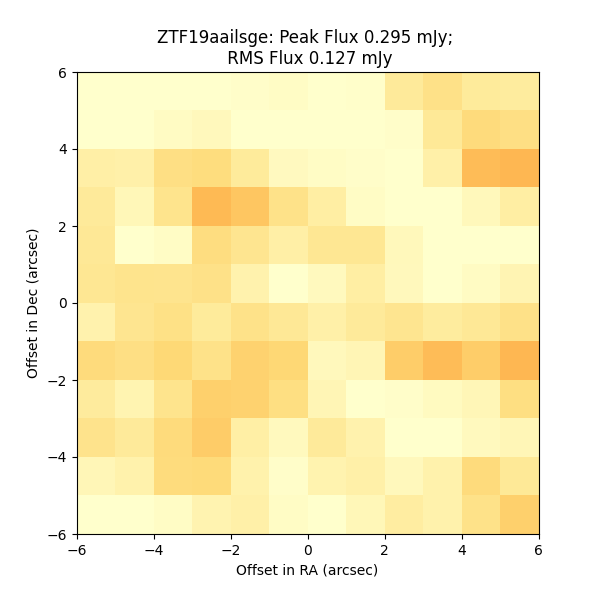 ZTF19aailsge: Peak Flux 0.295 mJy;
RMS Flux 0.127 mJy
6
4
2
0
−2
−4
−6
Offset in Dec (arcsec)
−6 −4 −2 0 2 4 6
Offset in RA (arcsec)